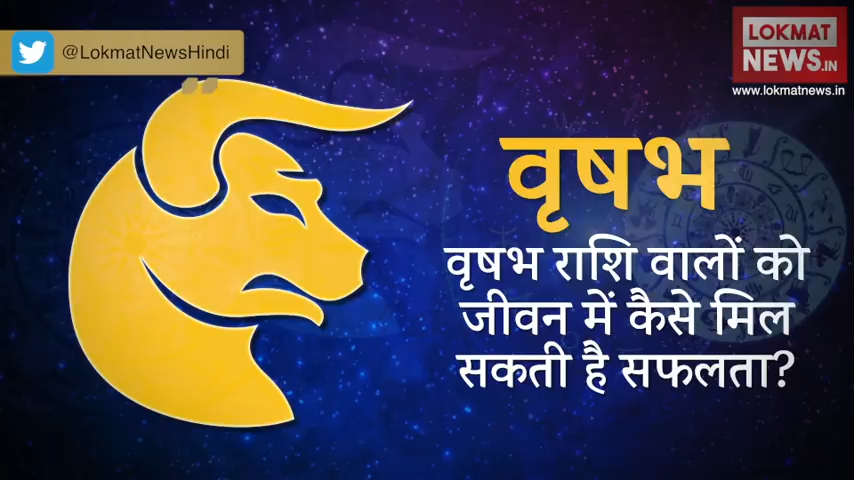 @LokmatNewsHindi
LOKMAT
NEWS.IN
www.lokmatnews.in
वृषभ
वृषभ राशि वालों को
जीवन में कैसे मिल
सकती है सफलता?